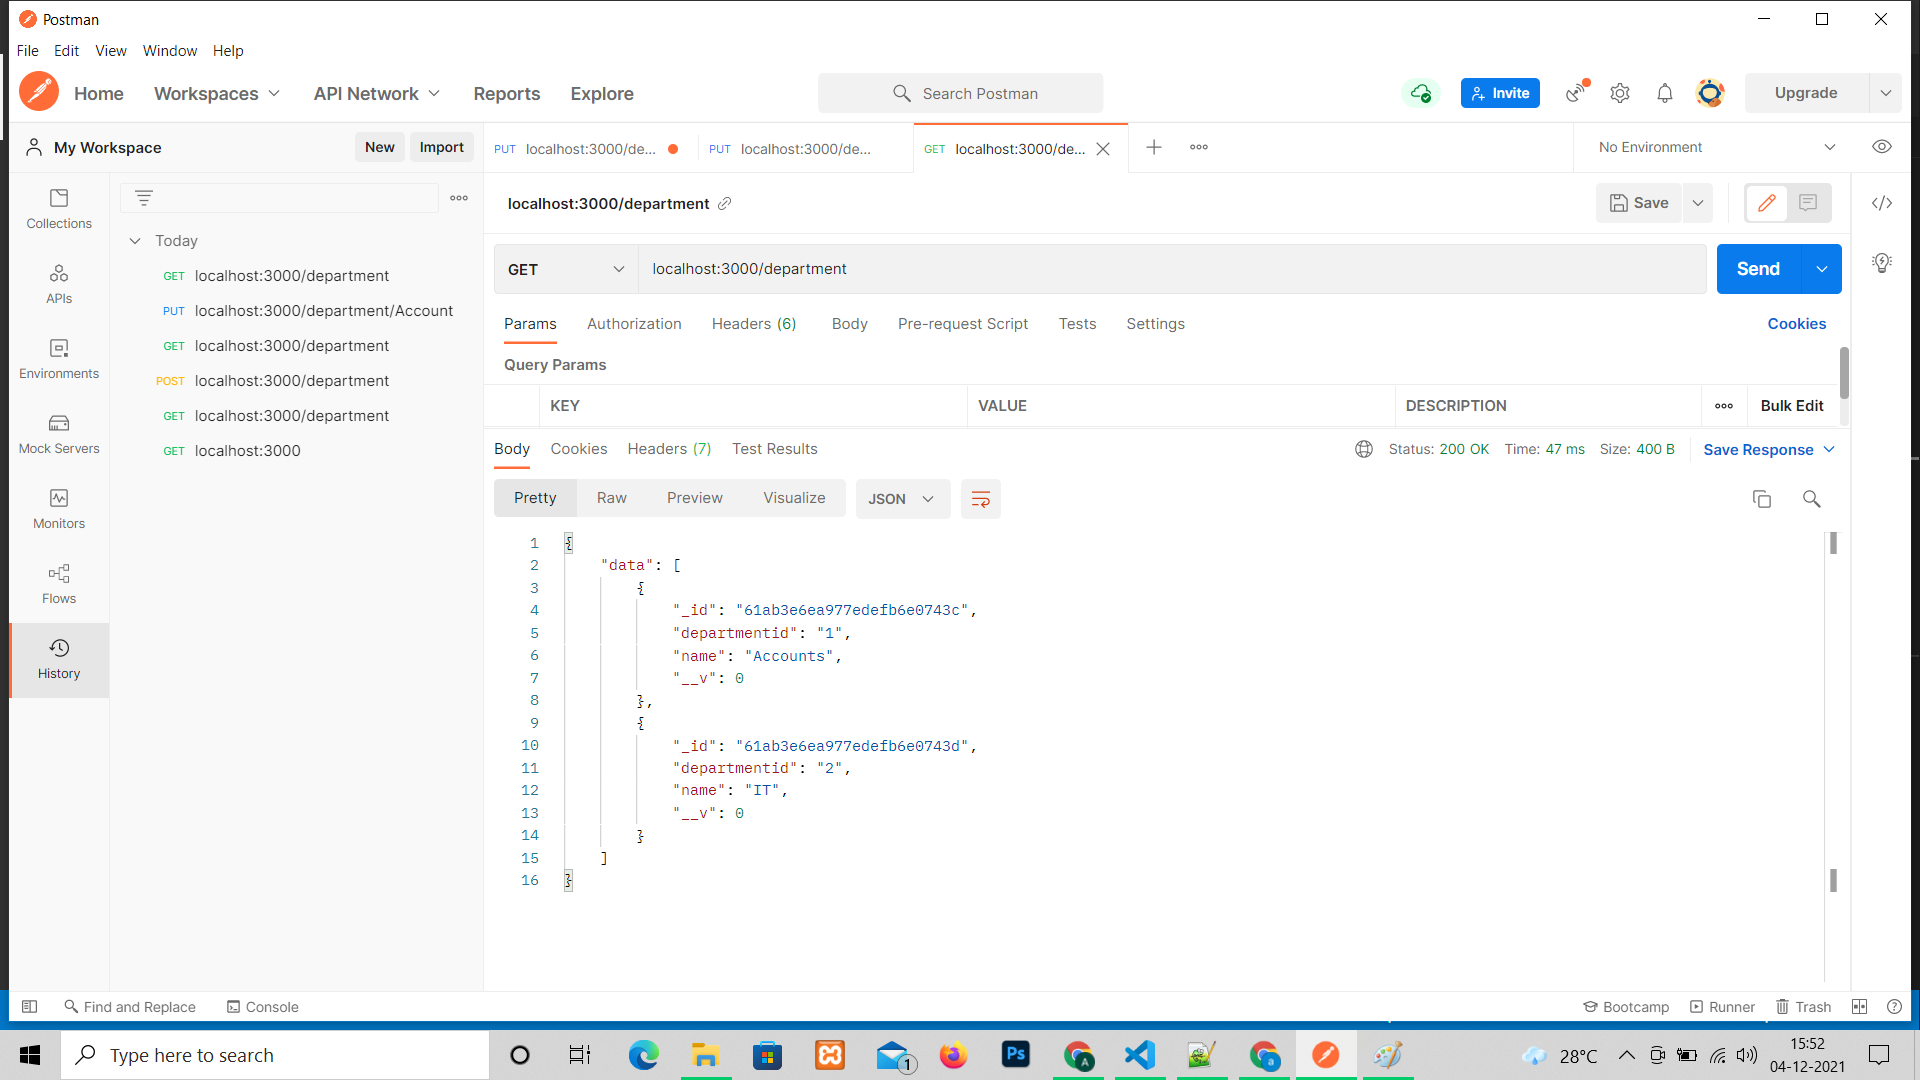 Postman
File Edit View Window Help
Home Workspaces API Network Reports Explore
Search Postman
Invite
Upgrade
My Workspace
New Import
PUT localhost:3000/de...
PUT localhost:3000/de...
GET localhost:3000/de...
No Environment
Collections
APIs
Environments
Mock Servers
Monitors
Flows
History
Today
GET localhost:3000/department
PUT localhost:3000/department/Account
GET localhost:3000/department
POST localhost:3000/department
GET localhost:3000/department
GET localhost:3000
localhost:3000/department
Save
GET localhost:3000/department
Send
Params Authorization Headers (6) Body Pre-request Script Tests Settings
Cookies
Query Params
KEY VALUE DESCRIPTION
Bulk Edit
Body Cookies Headers (7) Test Results
Status: 200 OK Time: 47 ms Size: 400 B
Save Response
Pretty Raw Preview Visualize
JSON
1 {
2 "data": [
3 {
4 "_id": "61ab3e6ea977edefb6e0743c",
5 "departmentid": "1",
6 "name": "Accounts",
7 "__v": 0
8 },
9 {
10 "_id": "61ab3e6ea977edefb6e0743d",
11 "departmentid": "2",
12 "name": "IT",
13 "__v": 0
14 }
15 ]
16 }
Find and Replace Console
Bootcamp Runner Trash
Type here to search
1
Ps
A
a
28°C
15:52
04-12-2021